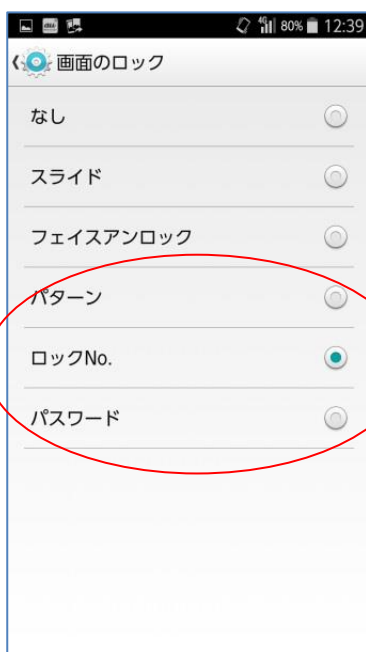 4G 80% 12:39
画面のロック
なし
スライド
フェイスアンロック
パターン
ロックNo.
パスワード